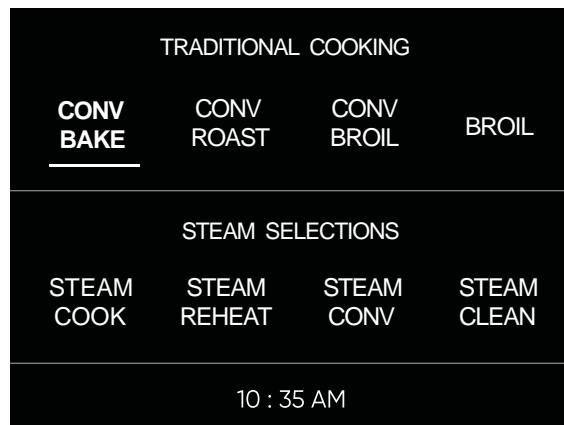 TRADITIONAL COOKING
CONV BAKE
CONV ROAST
CONV BROIL
BROIL
STEAM SELECTIONS
STEAM COOK
STEAM REHEAT
STEAM CONV
STEAM CLEAN
10 : 35 AM